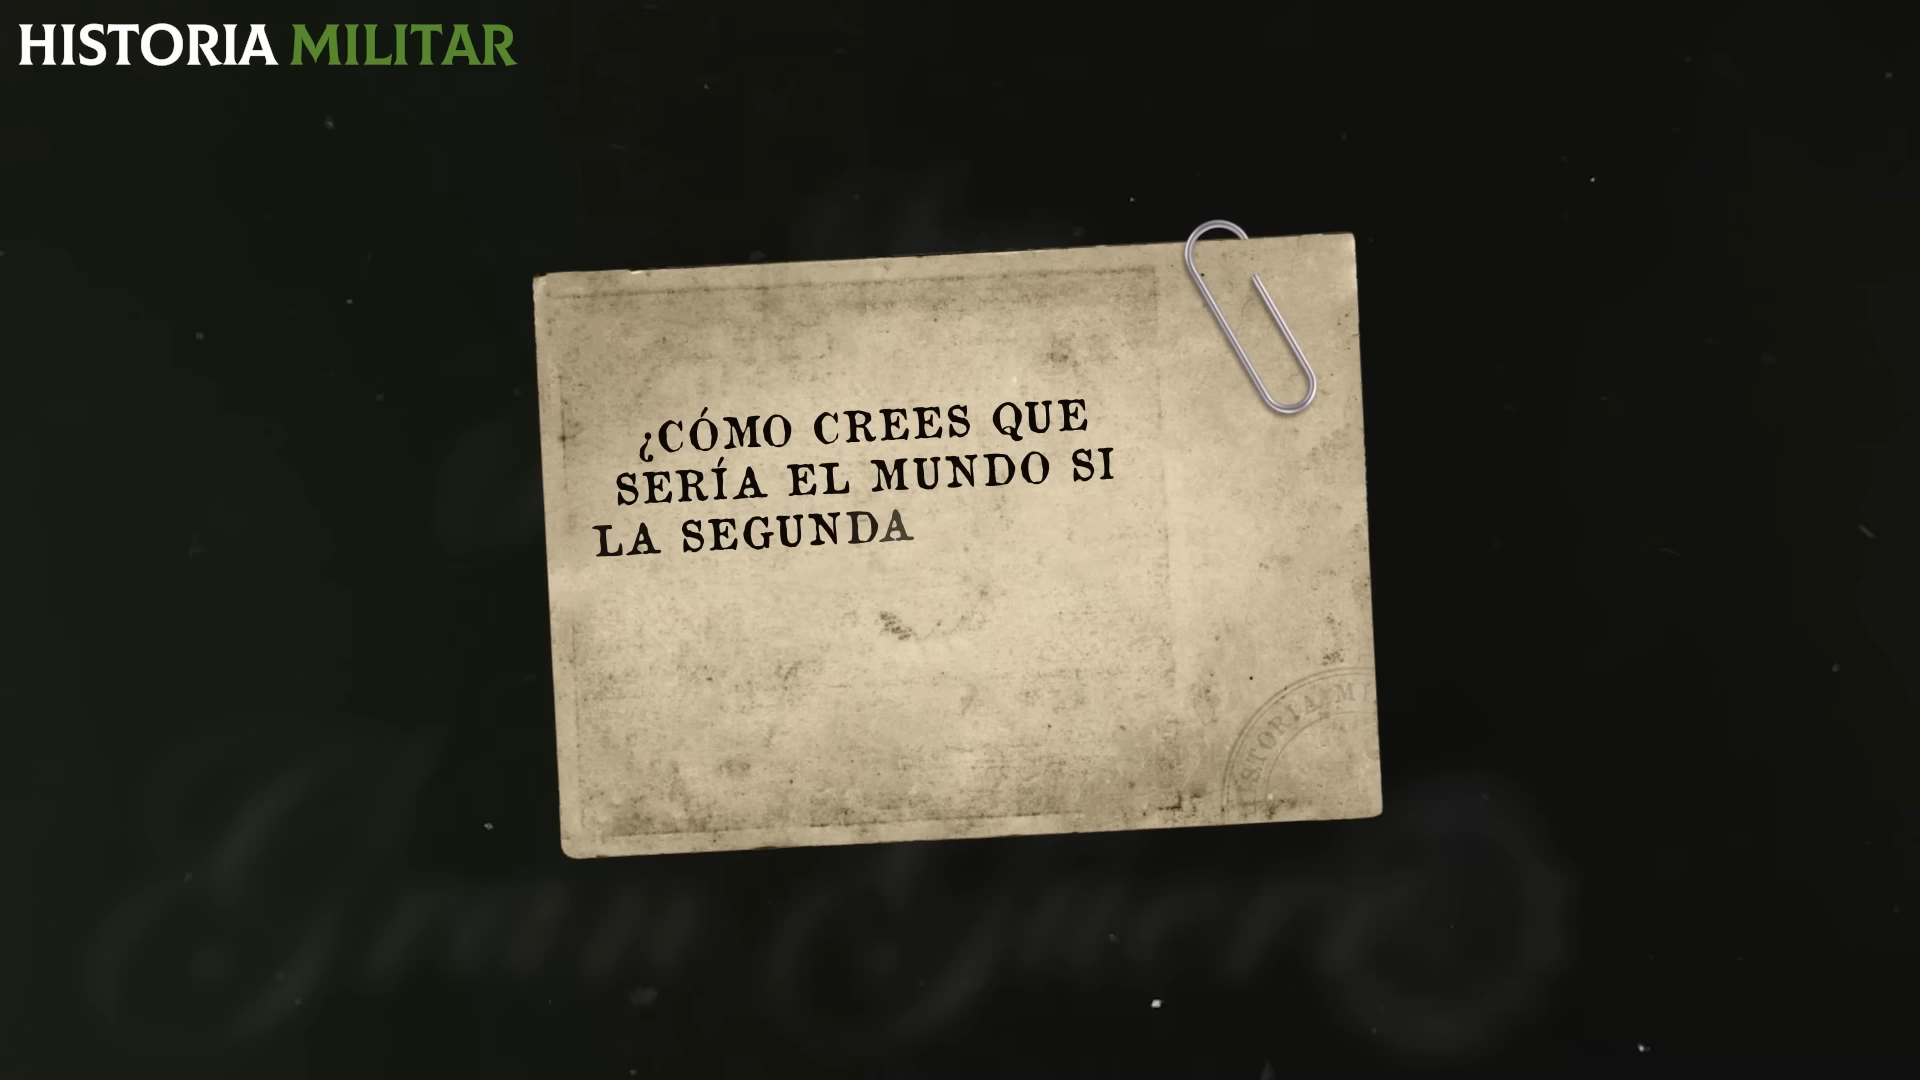 HISTORIA MILITAR
¿CÓMO CREES QUE
SERÍA EL MUNDO SI
LA SEGUNDA